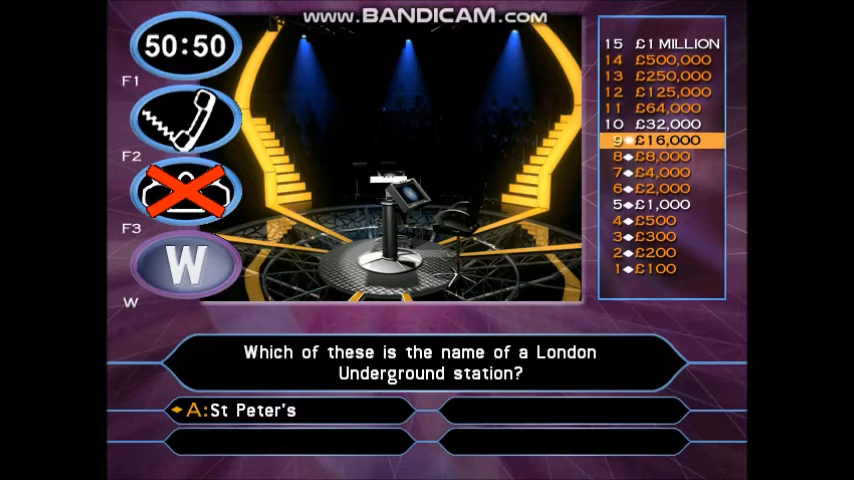 www.BANDICAM.com
50:50
F1
F2
F3
W
W
15 £1 MILLION
14 £500,000
13 £250,000
12 £125,000
11 £64,000
10 £32,000
9◆£16,000
8◆£8,000
7◆£4,000
6◆£2,000
5◆£1,000
4◆£500
3◆£300
2◆£200
1◆£100
Which of these is the name of a London
Underground station?
◆A:St Peter's